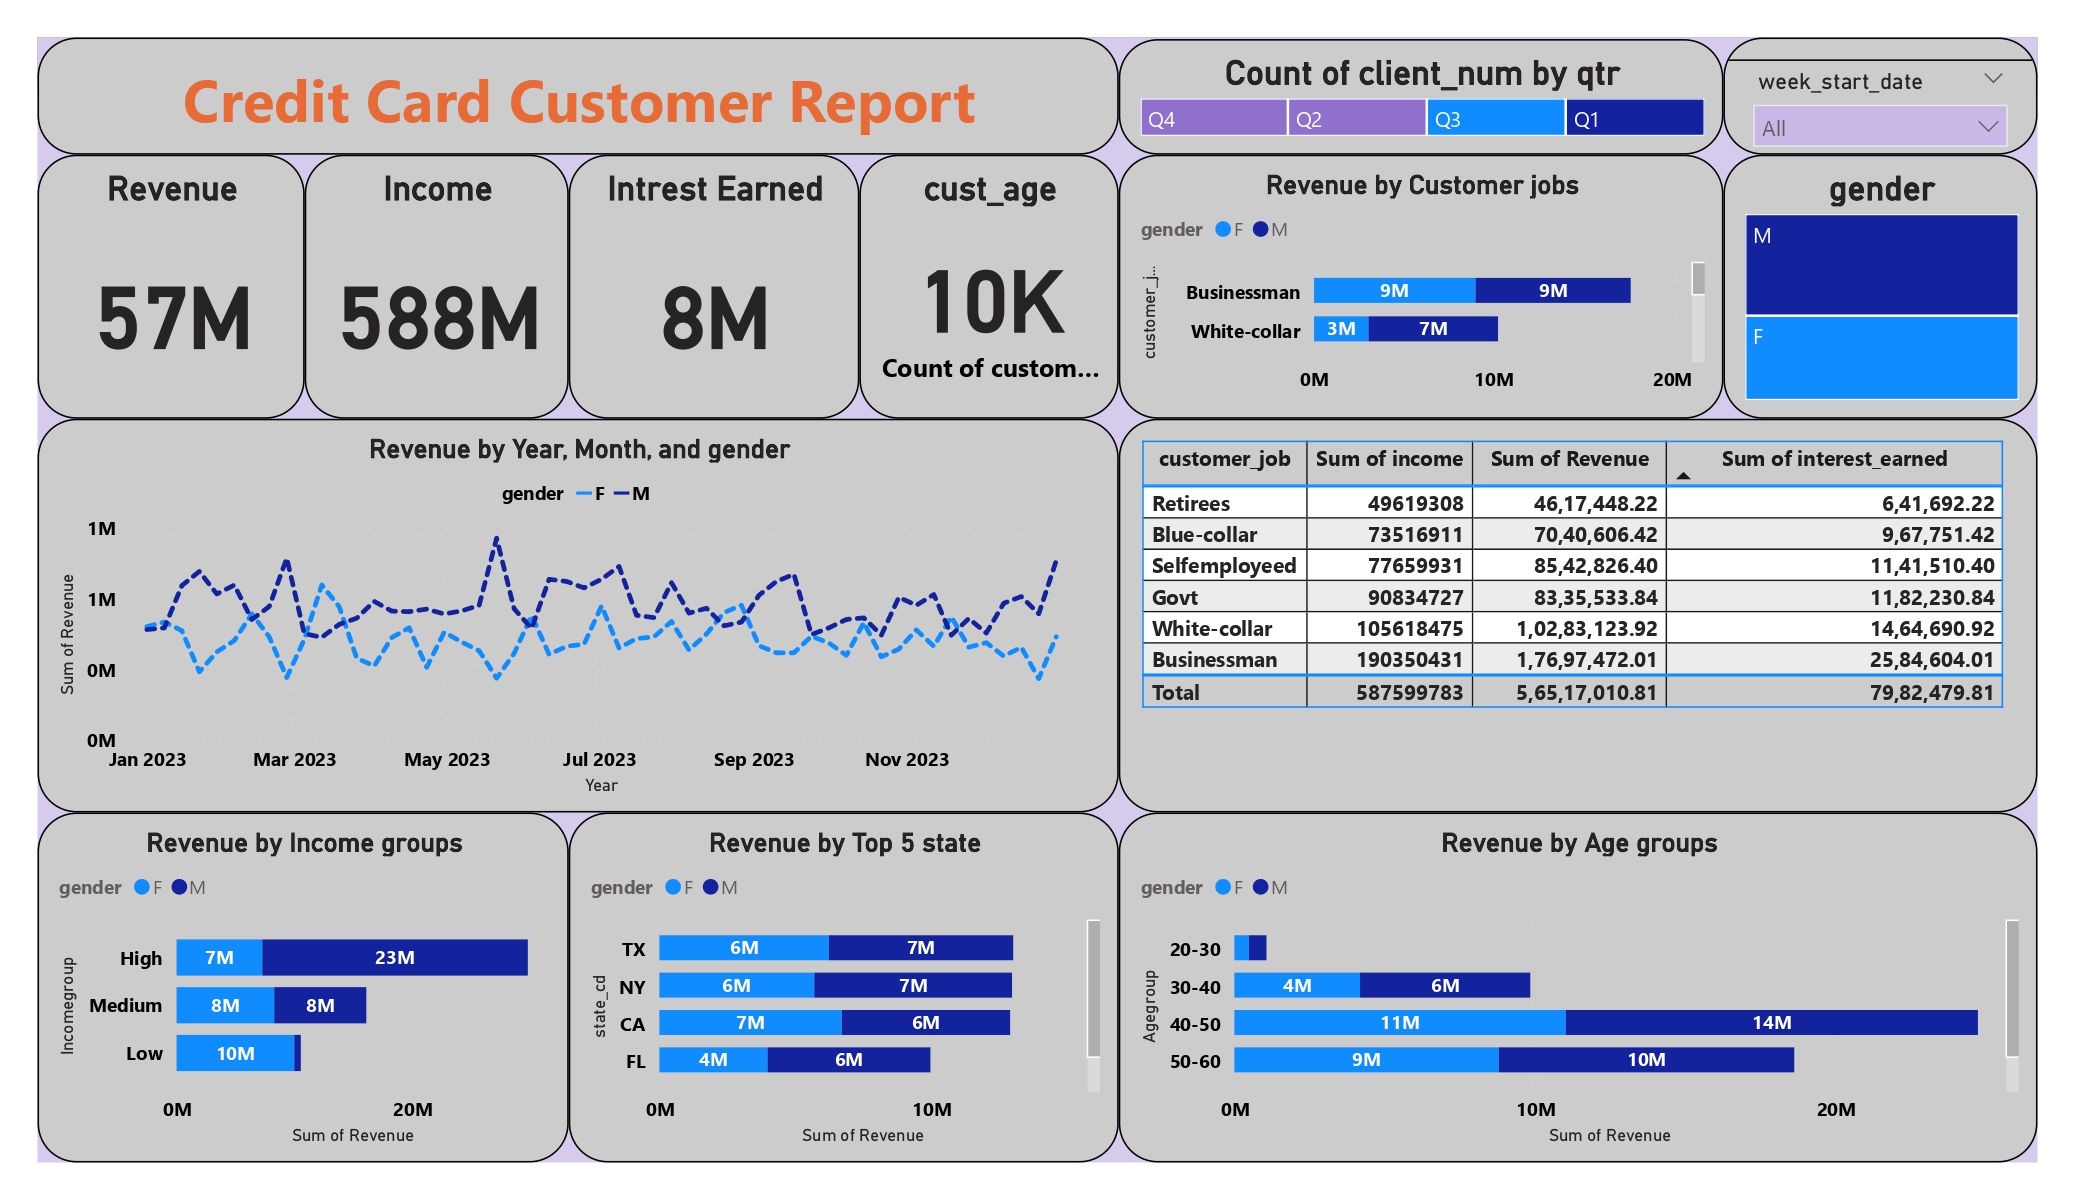 Credit Card Customer Report
Count of client_num by qtr
Q4 Q2 Q3 Q1
week_start_date
All
Revenue
57M
Income
588M
Intrest Earned
8M
cust_age
10K
Count of custom...
Revenue by Customer jobs
gender F M
customer_j...
Businessman 9M 9M
White-collar 3M 7M
0M 10M 20M
gender
M
F
Revenue by Year, Month, and gender
gender F M
Sum of Revenue
1M
1M
0M
0M
Jan 2023 Mar 2023 May 2023 Jul 2023 Sep 2023 Nov 2023
Year
customer_job Sum of income Sum of Revenue Sum of interest_earned
Retirees 49619308 46,17,448.22 6,41,692.22
Blue-collar 73516911 70,40,606.42 9,67,751.42
Selfemployeed 77659931 85,42,826.40 11,41,510.40
Govt 90834727 83,35,533.84 11,82,230.84
White-collar 105618475 1,02,83,123.92 14,64,690.92
Businessman 190350431 1,76,97,472.01 25,84,604.01
Total 587599783 5,65,17,010.81 79,82,479.81
Revenue by Income groups
gender F M
Incomegroup
High 7M 23M
Medium 8M 8M
Low 10M
0M 20M
Sum of Revenue
Revenue by Top 5 state
gender F M
state_cd
TX 6M 7M
NY 6M 7M
CA 7M 6M
FL 4M 6M
0M 10M
Sum of Revenue
Revenue by Age groups
gender F M
Agegroup
20-30
30-40 4M 6M
40-50 11M 14M
50-60 9M 10M
0M 10M 20M
Sum of Revenue